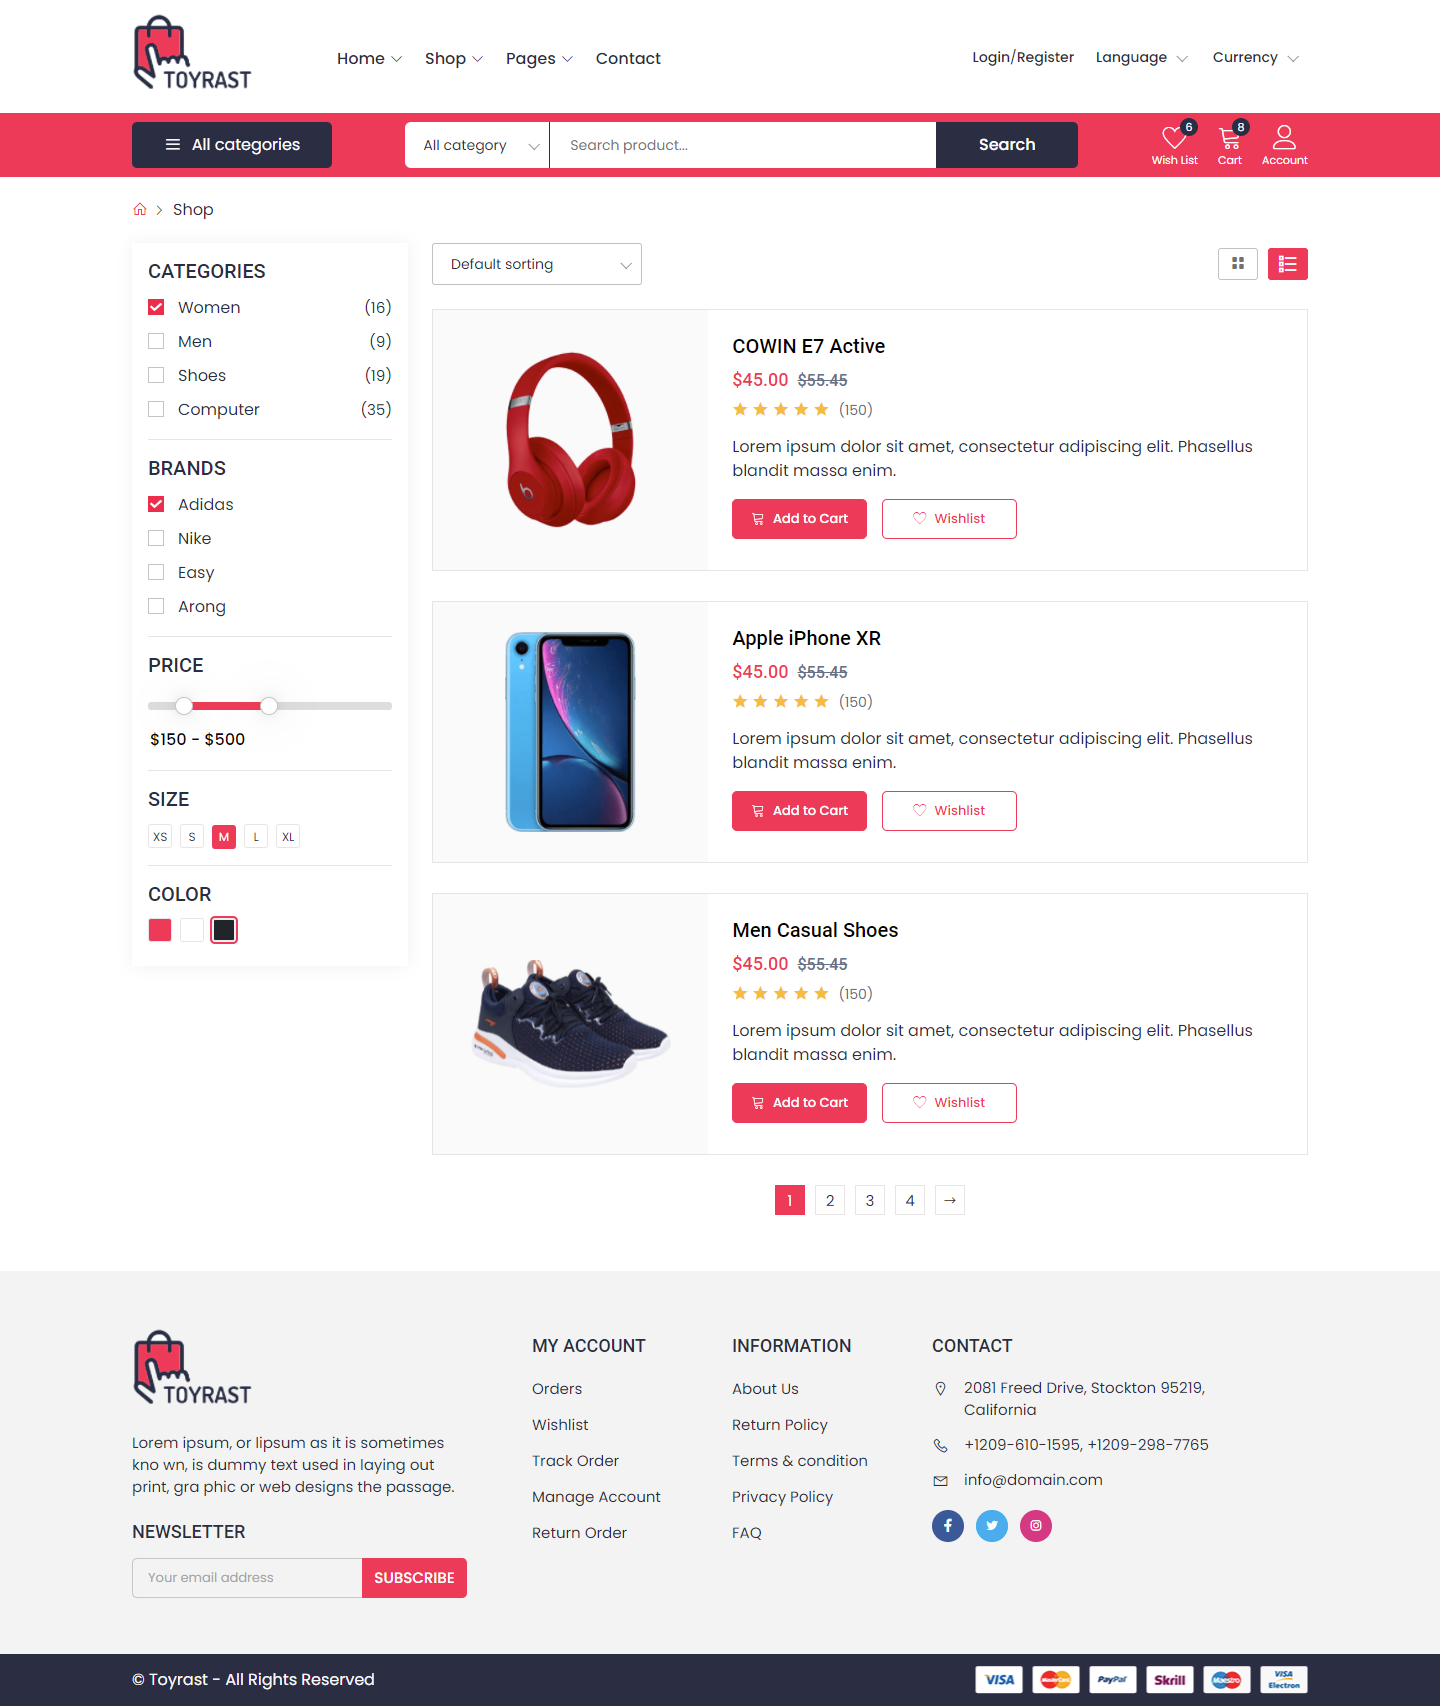 TOYRAST
Home Shop Pages Contact
Login/Register Language Currency
All categories
All category Search product... Search
6 8
Wish List Cart Account
Shop
CATEGORIES
Women (16)
Men (9)
Shoes (19)
Computer (35)
BRANDS
Adidas
Nike
Easy
Arong
PRICE
$150 - $500
SIZE
XS S M L XL
COLOR
Default sorting
COWIN E7 Active
$45.00 $55.45
(150)
Lorem ipsum dolor sit amet, consectetur adipiscing elit. Phasellus
blandit massa enim.
Add to Cart Wishlist
Apple iPhone XR
$45.00 $55.45
(150)
Lorem ipsum dolor sit amet, consectetur adipiscing elit. Phasellus
blandit massa enim.
Add to Cart Wishlist
Men Casual Shoes
$45.00 $55.45
(150)
Lorem ipsum dolor sit amet, consectetur adipiscing elit. Phasellus
blandit massa enim.
Add to Cart Wishlist
1 2 3 4 →
TOYRAST
Lorem ipsum, or lipsum as it is sometimes
kno wn, is dummy text used in laying out
print, gra phic or web designs the passage.
NEWSLETTER
Your email address SUBSCRIBE
MY ACCOUNT
Orders
Wishlist
Track Order
Manage Account
Return Order
INFORMATION
About Us
Return Policy
Terms & condition
Privacy Policy
FAQ
CONTACT
2081 Freed Drive, Stockton 95219,
California
+1209-610-1595, +1209-298-7765
info@domain.com
© Toyrast - All Rights Reserved
VISA MasterCard PayPal Skrill Maestro VISA Electron